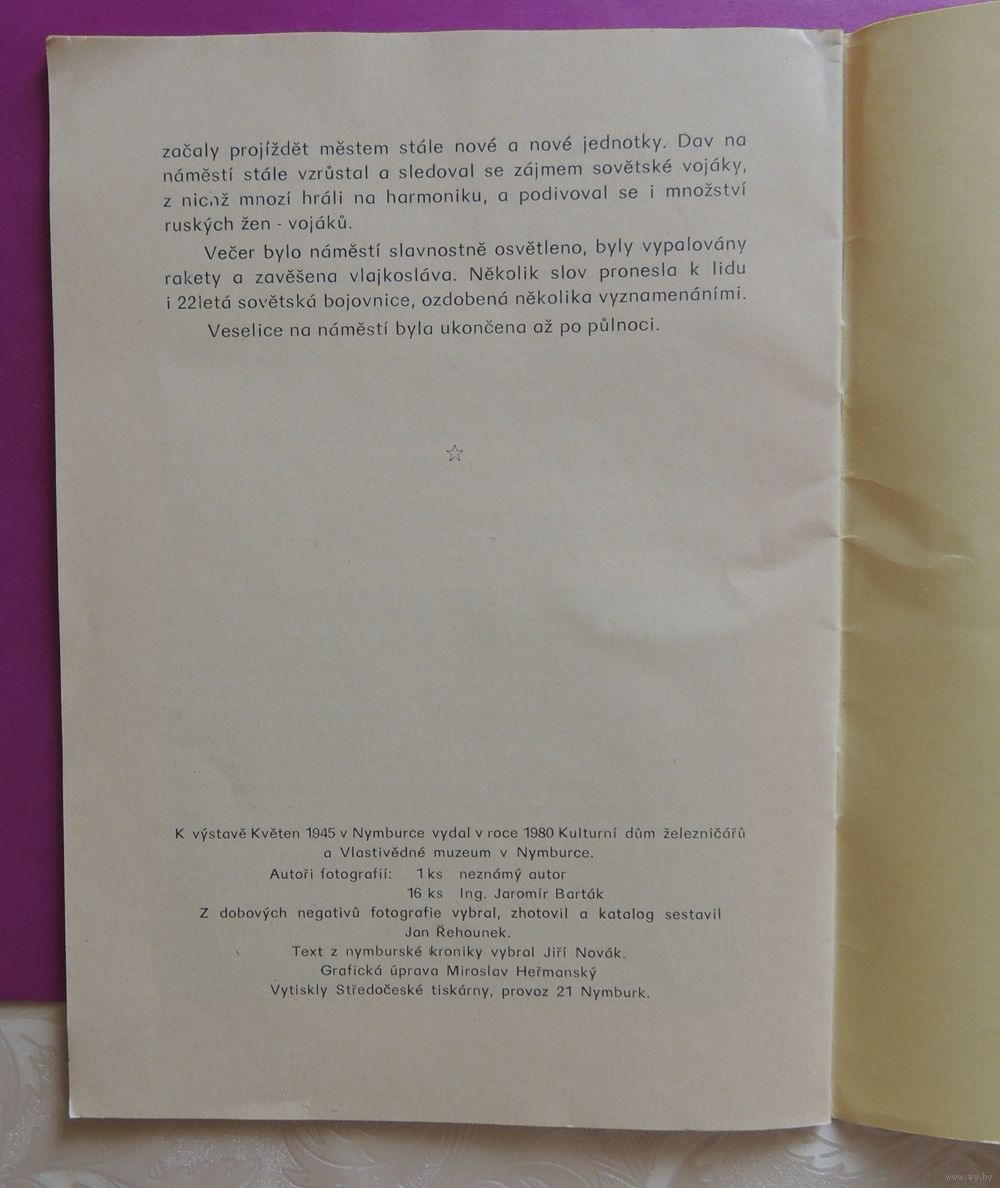 začaly projíždět městem stále nové a nové jednotky. Dav na
náměstí stále vzrůstal a sledoval se zájmem sovětské vojáky,
z nichž mnozí hráli na harmoniku, a podivoval se i množství
ruských žen - vojáků.
Večer bylo náměstí slavnostně osvětleno, byly vypalovány
rakety a zavěšena vlajkosláva. Několik slov pronesla k lidu
i 22letá sovětská bojovnice, ozdobená několika vyznamenáními.
Veselice na náměstí byla ukončena až po půlnoci.
K výstavě Květen 1945 v Nymburce vydal v roce 1980 Kulturní dům železničářů
a Vlastivědné muzeum v Nymburce.
Autoři fotografií: 1 ks neznámý autor
16 ks Ing. Jaromír Barták
Z dobových negativů fotografie vybral, zhotovil a katalog sestavil
Jan Řehounek.
Text z nymburské kroniky vybral Jiří Novák.
Grafická úprava Miroslav Heřmanský
Vytiskly Středočeské tiskárny, provoz 21 Nymburk.
www.ay.by